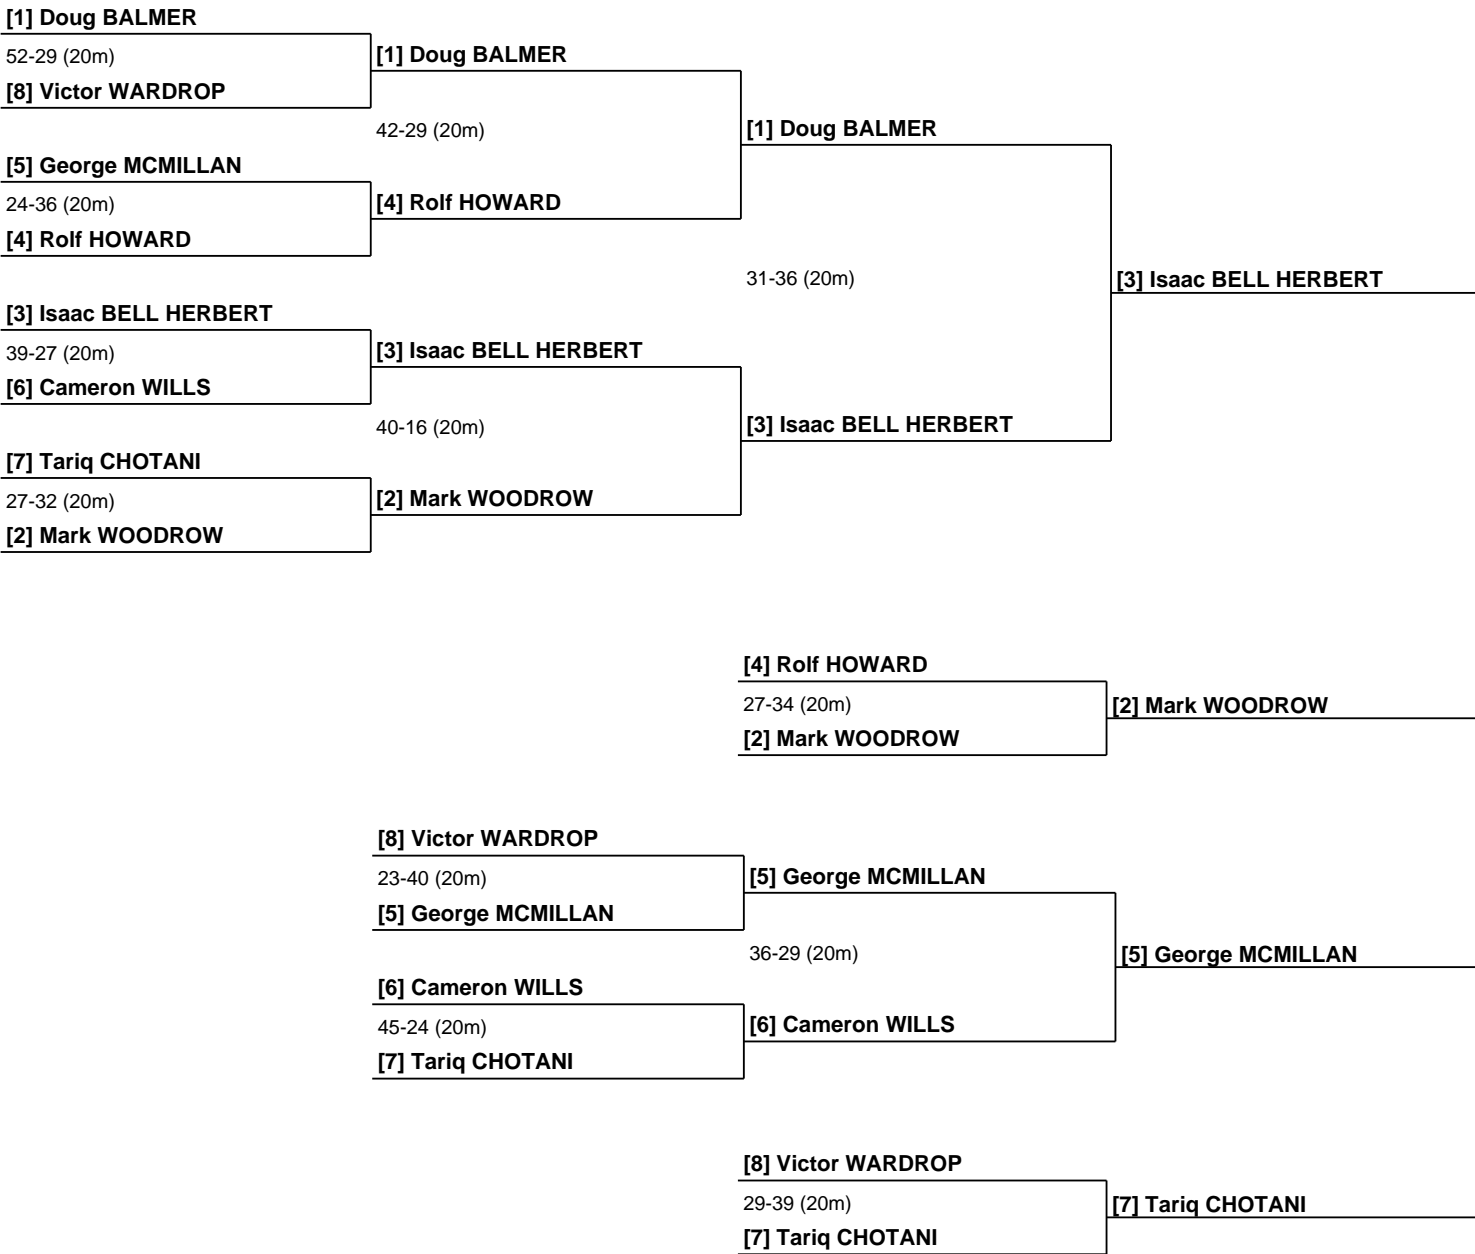 [1] Doug BALMER
52-29 (20m)
[1] Doug BALMER
[8] Victor WARDROP
42-29 (20m)
[1] Doug BALMER
[5] George MCMILLAN
24-36 (20m)
[4] Rolf HOWARD
[4] Rolf HOWARD
31-36 (20m)
[3] Isaac BELL HERBERT
[3] Isaac BELL HERBERT
39-27 (20m)
[3] Isaac BELL HERBERT
[6] Cameron WILLS
40-16 (20m)
[3] Isaac BELL HERBERT
[7] Tariq CHOTANI
27-32 (20m)
[2] Mark WOODROW
[2] Mark WOODROW
[4] Rolf HOWARD
27-34 (20m)
[2] Mark WOODROW
[2] Mark WOODROW
[8] Victor WARDROP
23-40 (20m)
[5] George MCMILLAN
[5] George MCMILLAN
36-29 (20m)
[5] George MCMILLAN
[6] Cameron WILLS
45-24 (20m)
[6] Cameron WILLS
[7] Tariq CHOTANI
[8] Victor WARDROP
29-39 (20m)
[7] Tariq CHOTANI
[7] Tariq CHOTANI